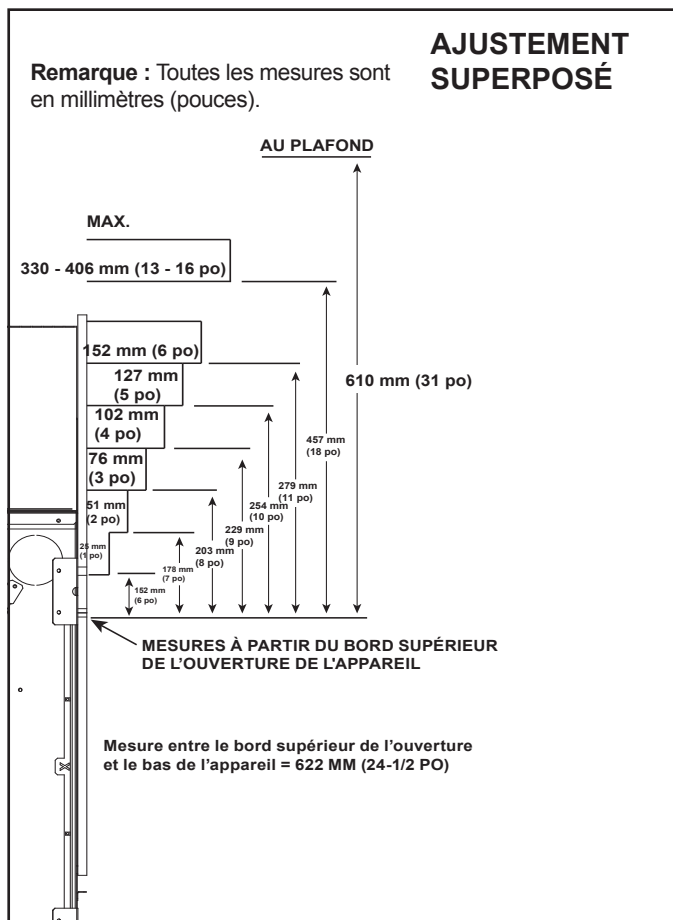 AJUSTEMENT
SUPERPOSÉ
Remarque : Toutes les mesures sont
en millimètres (pouces).
AU PLAFOND
MAX.
330 - 406 mm (13 - 16 po)
152 mm (6 po)
127 mm
(5 po)
610 mm (31 po)
102 mm
(4 po)
457 mm
(18 po)
76 mm
(3 po)
279 mm
(11 po)
51 mm
(2 po)
254 mm
(10 po)
229 mm
(9 po)
25 mm
(1 po)
203 mm
(8 po)
178 mm
(7 po)
152 mm
(6 po)
MESURES À PARTIR DU BORD SUPÉRIEUR
DE L'OUVERTURE DE L'APPAREIL
Mesure entre le bord supérieur de l'ouverture
et le bas de l'appareil = 622 MM (24-1/2 PO)